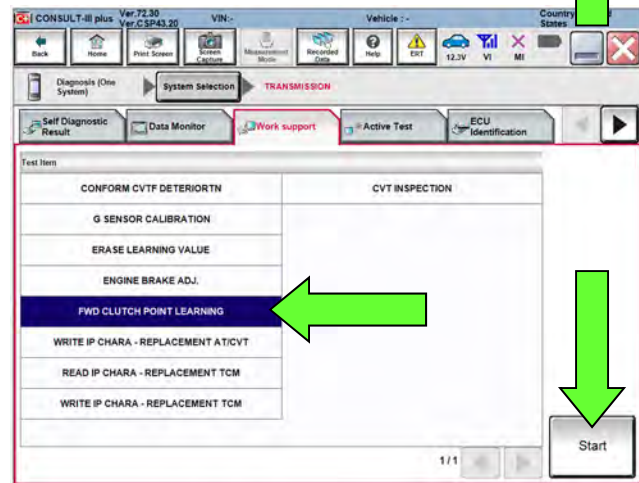 CONSULT-III plus Ver.72.30 VIN:- Vehicle : - Country
Ver.CSP43.20 States
Back Home Print Screen Screen Capture Measurement Mode Recorded Data Help ERT 12.3V VI MI
Diagnosis (One System) System Selection TRANSMISSION
Self Diagnostic Result Data Monitor Work support Active Test ECU Identification
Test Item
CONFORM CVTF DETERIORTN CVT INSPECTION
G SENSOR CALIBRATION
ERASE LEARNING VALUE
ENGINE BRAKE ADJ.
FWD CLUTCH POINT LEARNING
WRITE IP CHARA - REPLACEMENT AT/CVT
READ IP CHARA - REPLACEMENT TCM
WRITE IP CHARA - REPLACEMENT TCM
1/1 Start